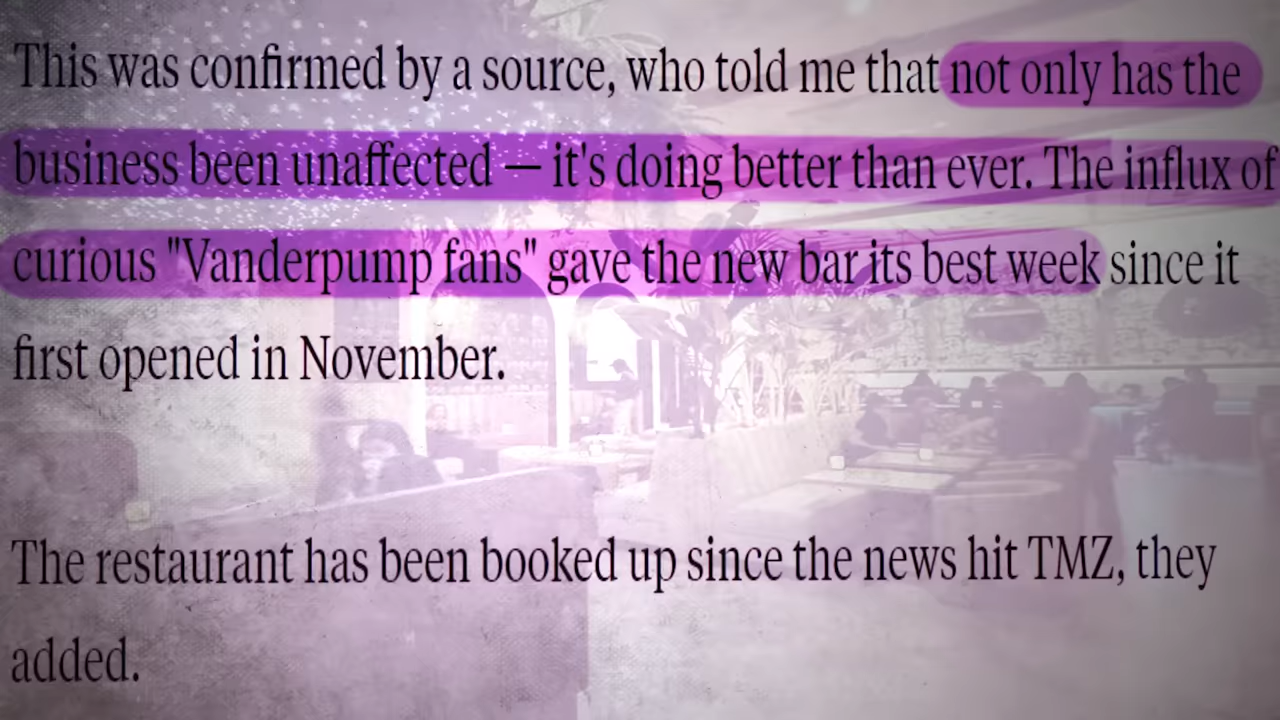 This was confirmed by a source, who told me that not only has the
business been unaffected — it's doing better than ever. The influx of
curious "Vanderpump fans" gave the new bar its best week since it
first opened in November.
The restaurant has been booked up since the news hit TMZ, they
added.